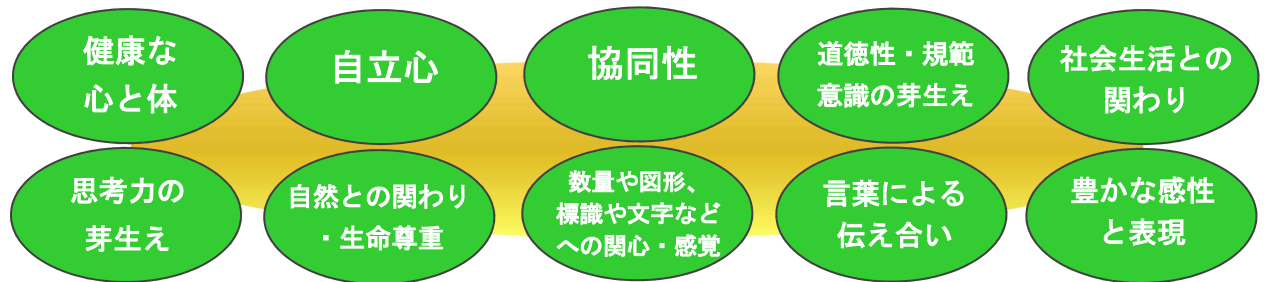 健康な
心と体
自立心
協同性
道徳性・規範
意識の芽生え
社会生活との
関わり
思考力の
芽生え
自然との関わり
・生命尊重
数量や図形、
標識や文字など
への関心・感覚
言葉による
伝え合い
豊かな感性
と表現